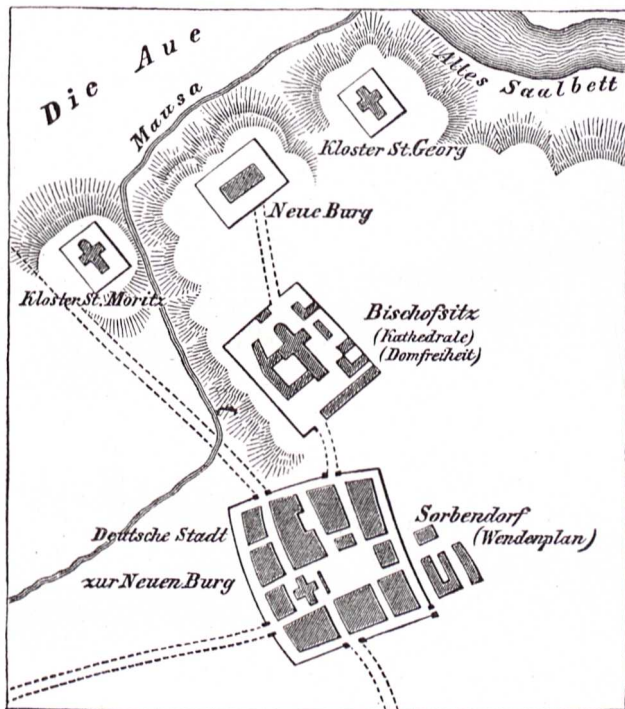 Die Aue
Mausa
Altes Saalbett
Kloster St. Georg
Neue Burg
Kloster St. Moritz
Bischofsitz
(Kathedrale)
(Domfreiheit)
Deutsche Stadt
zur Neuen Burg
Sorbendorf
(Wendenplan)